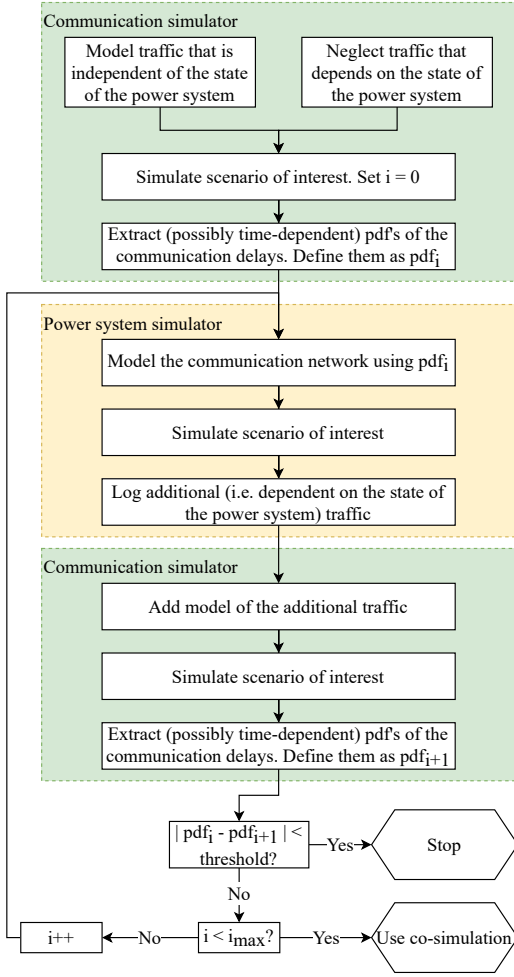 Communication simulator
Model traffic that is
independent of the state
of the power system
Neglect traffic that
depends on the state of
the power system
Simulate scenario of interest. Set i = 0
Extract (possibly time-dependent) pdf's of the
communication delays. Define them as pdfi
Power system simulator
Model the communication network using pdfi
Simulate scenario of interest
Log additional (i.e. dependent on the state of
the power system) traffic
Communication simulator
Add model of the additional traffic
Simulate scenario of interest
Extract (possibly time-dependent) pdf's of the
communication delays. Define them as pdfi+1
| pdfi - pdfi+1 | <
threshold?
Yes
Stop
No
i < imax?
Yes
Use co-simulation
No
i++